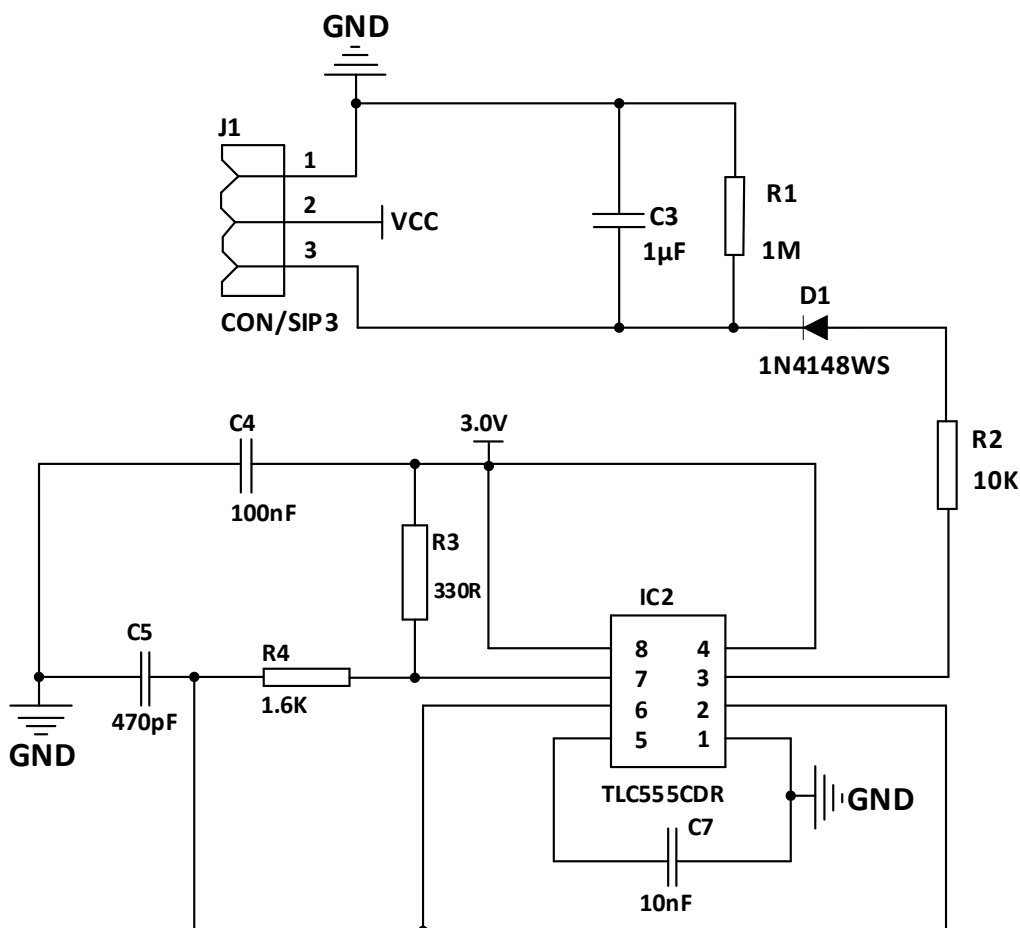 GND
J1
1
2
VCC
3
CON/SIP3
C3
1µF
R1
1M
D1
1N4148WS
R2
10K
C4
100nF
3.0V
R3
330R
IC2
C5
470pF
R4
1.6K
GND
8 4
7 3
6 2
5 1
TLC555CDR
GND
C7
10nF